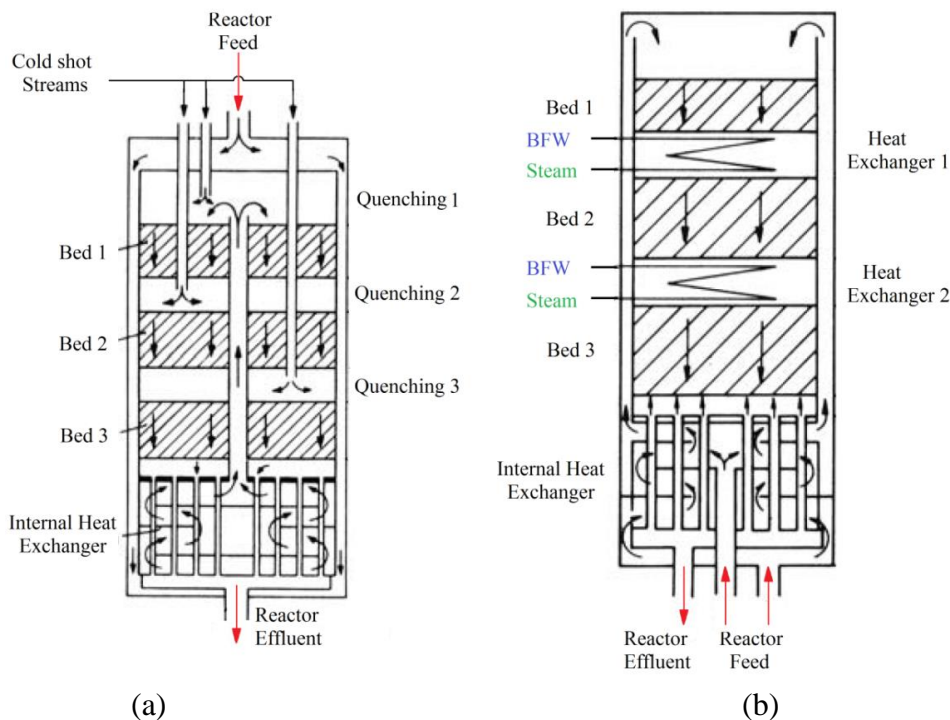 Reactor
Feed
Cold shot
Streams
Quenching 1
Bed 1
Quenching 2
Bed 2
Quenching 3
Bed 3
Internal Heat
Exchanger
Reactor
Effluent
(a)
Bed 1
BFW
Heat
Exchanger 1
Steam
Bed 2
BFW
Heat
Exchanger 2
Steam
Bed 3
Internal Heat
Exchanger
Reactor
Effluent
Reactor
Feed
(b)